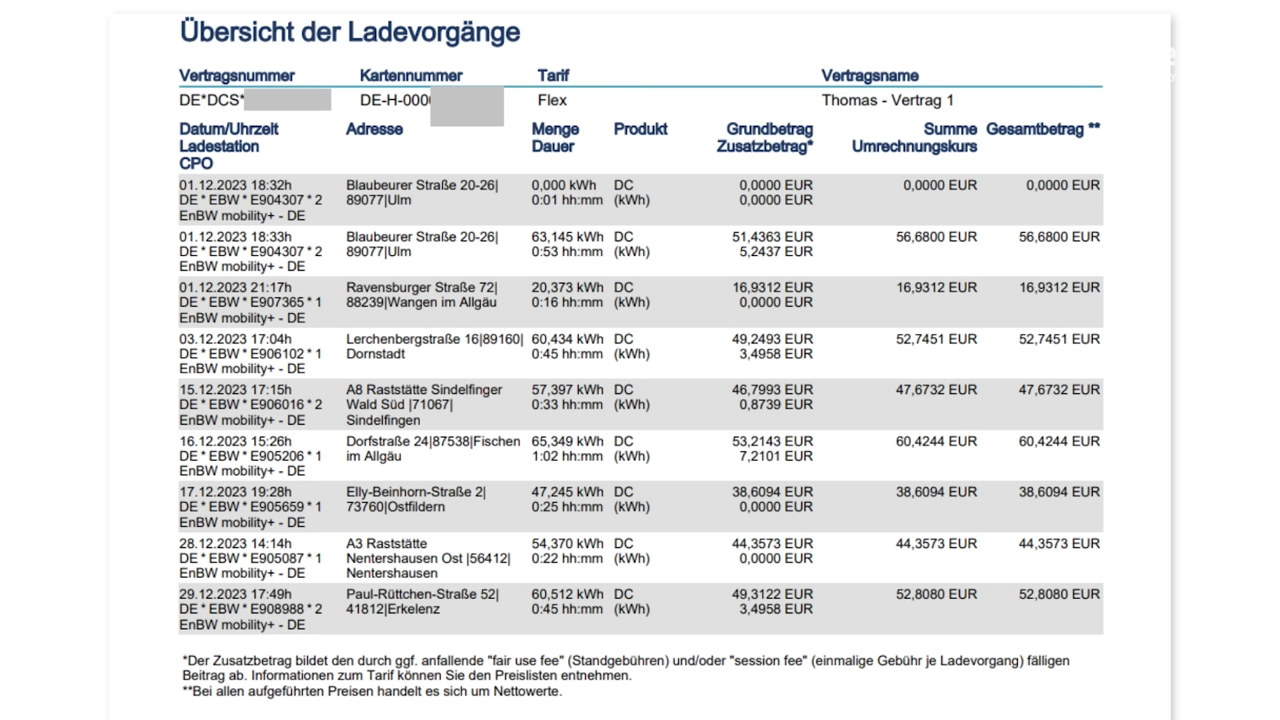 Übersicht der Ladevorgänge
Vertragsnummer Kartennummer Tarif Vertragsname
DE*DCS* DE-H-000 Flex Thomas - Vertrag 1
Datum/Uhrzeit Adresse Menge Produkt Grundbetrag Summe Gesamtbetrag **
Ladestation Dauer Zusatzbetrag* Umrechnungskurs
CPO
01.12.2023 18:32h Blaubeurer Straße 20-26| 0,000 kWh DC 0,0000 EUR 0,0000 EUR 0,0000 EUR
DE * EBW * E904307 * 2 89077|Ulm 0:01 hh:mm (kWh) 0,0000 EUR
EnBW mobility+ - DE
01.12.2023 18:33h Blaubeurer Straße 20-26| 63,145 kWh DC 51,4363 EUR 56,6800 EUR 56,6800 EUR
DE * EBW * E904307 * 2 89077|Ulm 0:53 hh:mm (kWh) 5,2437 EUR
EnBW mobility+ - DE
01.12.2023 21:17h Ravensburger Straße 72| 20,373 kWh DC 16,9312 EUR 16,9312 EUR 16,9312 EUR
DE * EBW * E907365 * 1 88239|Wangen im Allgäu 0:16 hh:mm (kWh) 0,0000 EUR
EnBW mobility+ - DE
03.12.2023 17:04h Lerchenbergstraße 16|89160| 60,434 kWh DC 49,2493 EUR 52,7451 EUR 52,7451 EUR
DE * EBW * E906102 * 1 Dornstadt 0:45 hh:mm (kWh) 3,4958 EUR
EnBW mobility+ - DE
15.12.2023 17:15h A8 Raststätte Sindelfinger 57,397 kWh DC 46,7993 EUR 47,6732 EUR 47,6732 EUR
DE * EBW * E906016 * 2 Wald Süd |71067| 0:33 hh:mm (kWh) 0,8739 EUR
EnBW mobility+ - DE Sindelfingen
16.12.2023 15:26h Dorfstraße 24|87538|Fischen 65,349 kWh DC 53,2143 EUR 60,4244 EUR 60,4244 EUR
DE * EBW * E905206 * 1 im Allgäu 1:02 hh:mm (kWh) 7,2101 EUR
EnBW mobility+ - DE
17.12.2023 19:28h Elly-Beinhorn-Straße 2| 47,245 kWh DC 38,6094 EUR 38,6094 EUR 38,6094 EUR
DE * EBW * E905659 * 1 73760|Ostfildern 0:25 hh:mm (kWh) 0,0000 EUR
EnBW mobility+ - DE
28.12.2023 14:14h A3 Raststätte 54,370 kWh DC 44,3573 EUR 44,3573 EUR 44,3573 EUR
DE * EBW * E905087 * 1 Nentershausen Ost |56412| 0:22 hh:mm (kWh) 0,0000 EUR
EnBW mobility+ - DE Nentershausen
29.12.2023 17:49h Paul-Rüttchen-Straße 52| 60,512 kWh DC 49,3122 EUR 52,8080 EUR 52,8080 EUR
DE * EBW * E908988 * 2 41812|Erkelenz 0:45 hh:mm (kWh) 3,4958 EUR
EnBW mobility+ - DE
*Der Zusatzbetrag bildet den durch ggf. anfallende "fair use fee" (Standgebühren) und/oder "session fee" (einmalige Gebühr je Ladevorgang) fälligen
Beitrag ab. Informationen zum Tarif können Sie den Preislisten entnehmen.
**Bei allen aufgeführten Preisen handelt es sich um Nettowerte.